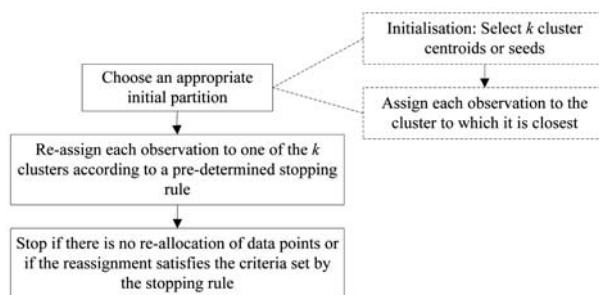 Initialisation: Select k cluster
centroids or seeds
Choose an appropriate
initial partition
Assign each observation to the
cluster to which it is closest
Re-assign each observation to one of the k
clusters according to a pre-determined stopping
rule
Stop if there is no re-allocation of data points or
if the reassignment satisfies the criteria set by
the stopping rule